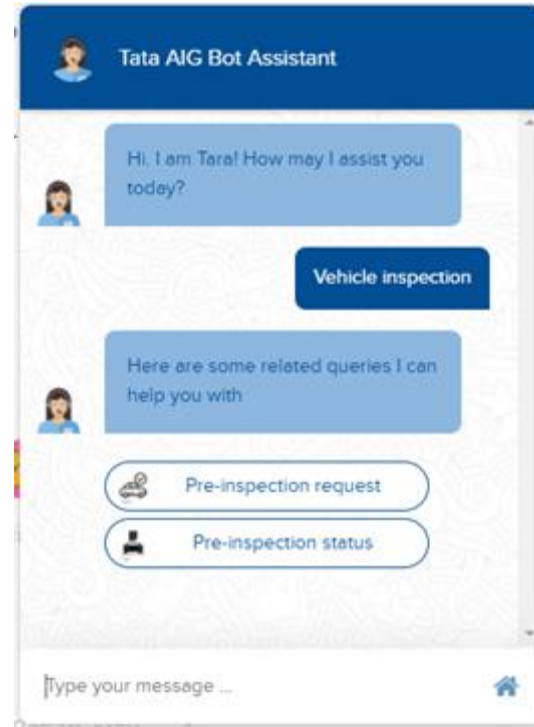 Tata AIG Bot Assistant
Hi. I am Tara! How may I assist you
today?
Vehicle inspection
Here are some related queries I can
help you with
Pre-inspection request
Pre-inspection status
Type your message ...